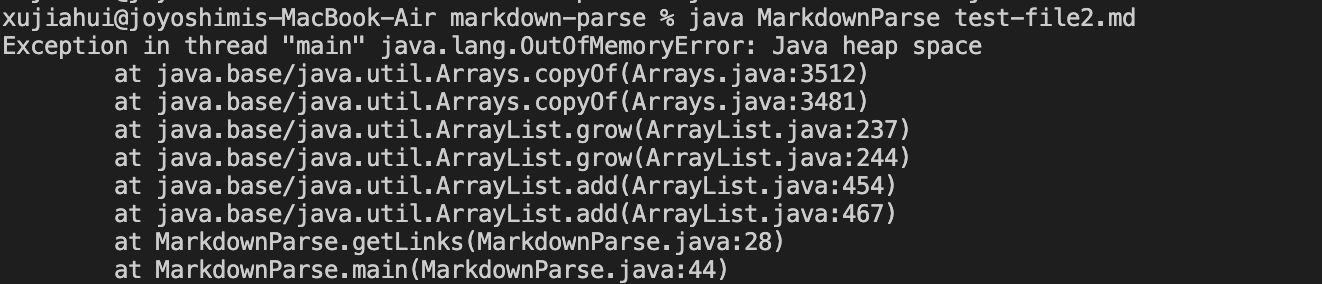 xujiahui@joyoshimis-MacBook-Air markdown-parse % java MarkdownParse test-file2.md
Exception in thread "main" java.lang.OutOfMemoryError: Java heap space
        at java.base/java.util.Arrays.copyOf(Arrays.java:3512)
        at java.base/java.util.Arrays.copyOf(Arrays.java:3481)
        at java.base/java.util.ArrayList.grow(ArrayList.java:237)
        at java.base/java.util.ArrayList.grow(ArrayList.java:244)
        at java.base/java.util.ArrayList.add(ArrayList.java:454)
        at java.base/java.util.ArrayList.add(ArrayList.java:467)
        at MarkdownParse.getLinks(MarkdownParse.java:28)
        at MarkdownParse.main(MarkdownParse.java:44)